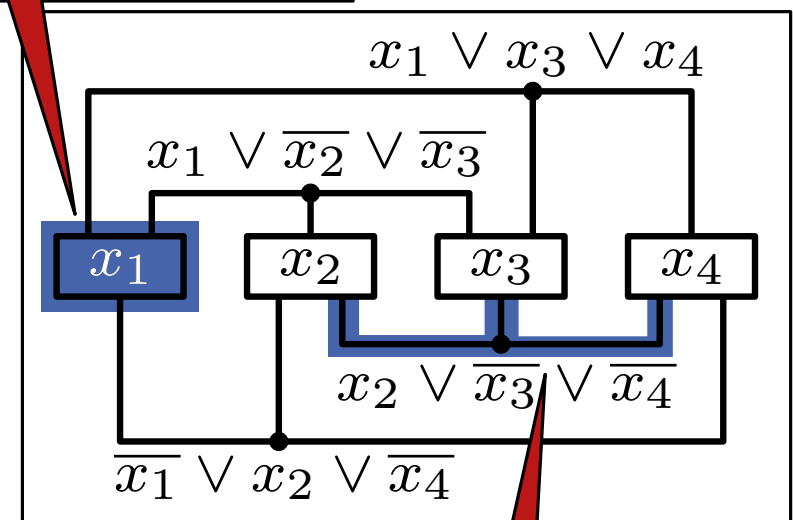 x₁ ∨ x₃ ∨ x₄
x₁ ∨ x̅₂ ∨ x̅₃
x₁ x₂ x₃ x₄
x₂ ∨ x̅₃ ∨ x̅₄
x̅₁ ∨ x₂ ∨ x̅₄